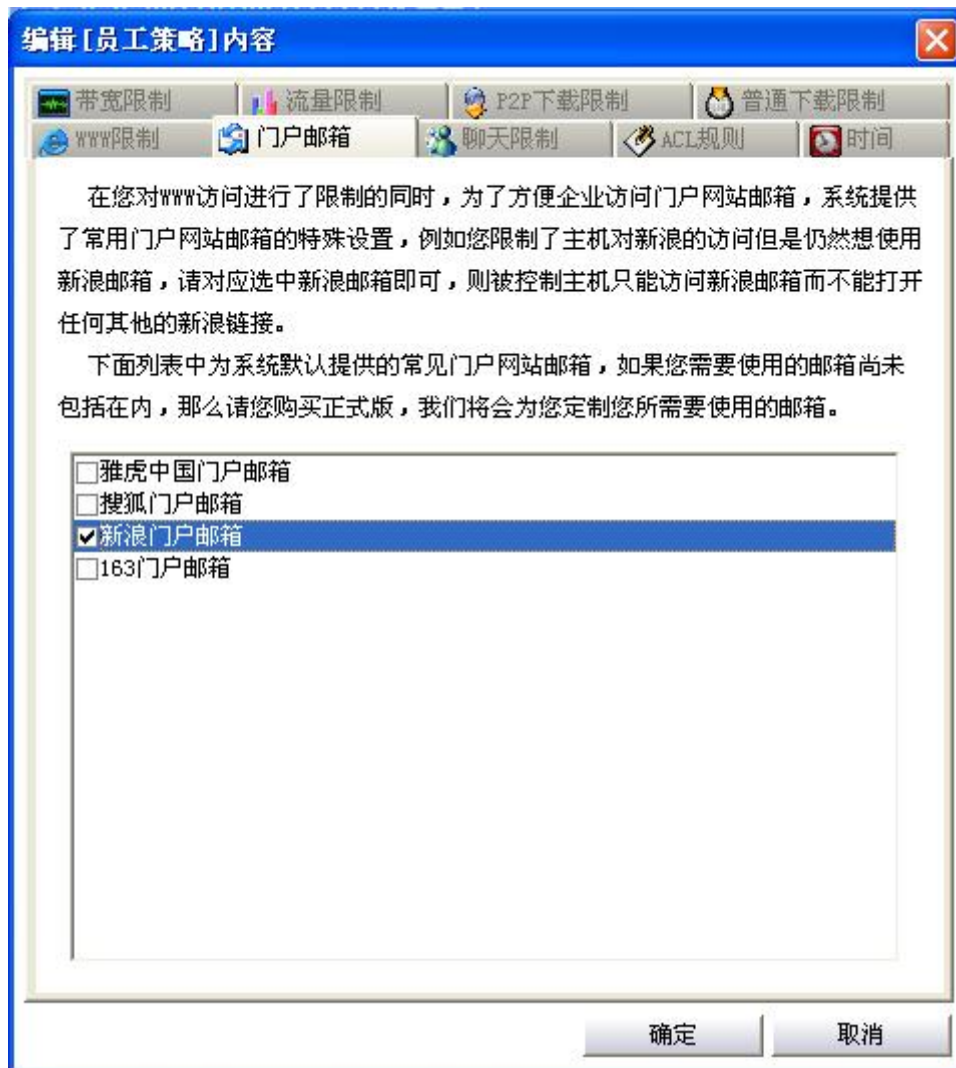 编辑[员工策略]内容
带宽限制 流量限制 P2P下载限制 普通下载限制
WWW限制 门户邮箱 聊天限制 ACL规则 时间
在您对WWW访问进行了限制的同时，为了方便企业访问门户网站邮箱，系统提供
了常用门户网站邮箱的特殊设置，例如您限制了主机对新浪的访问但是仍然想使用
新浪邮箱，请对应选中新浪邮箱即可，则被控制主机只能访问新浪邮箱而不能打开
任何其他的新浪链接。
下面列表中为系统默认提供的常见门户网站邮箱，如果您需要使用的邮箱尚未
包括在内，那么请您购买正式版，我们将会为您定制您所需要使用的邮箱。
雅虎中国门户邮箱
搜狐门户邮箱
新浪门户邮箱
163门户邮箱
确定 取消